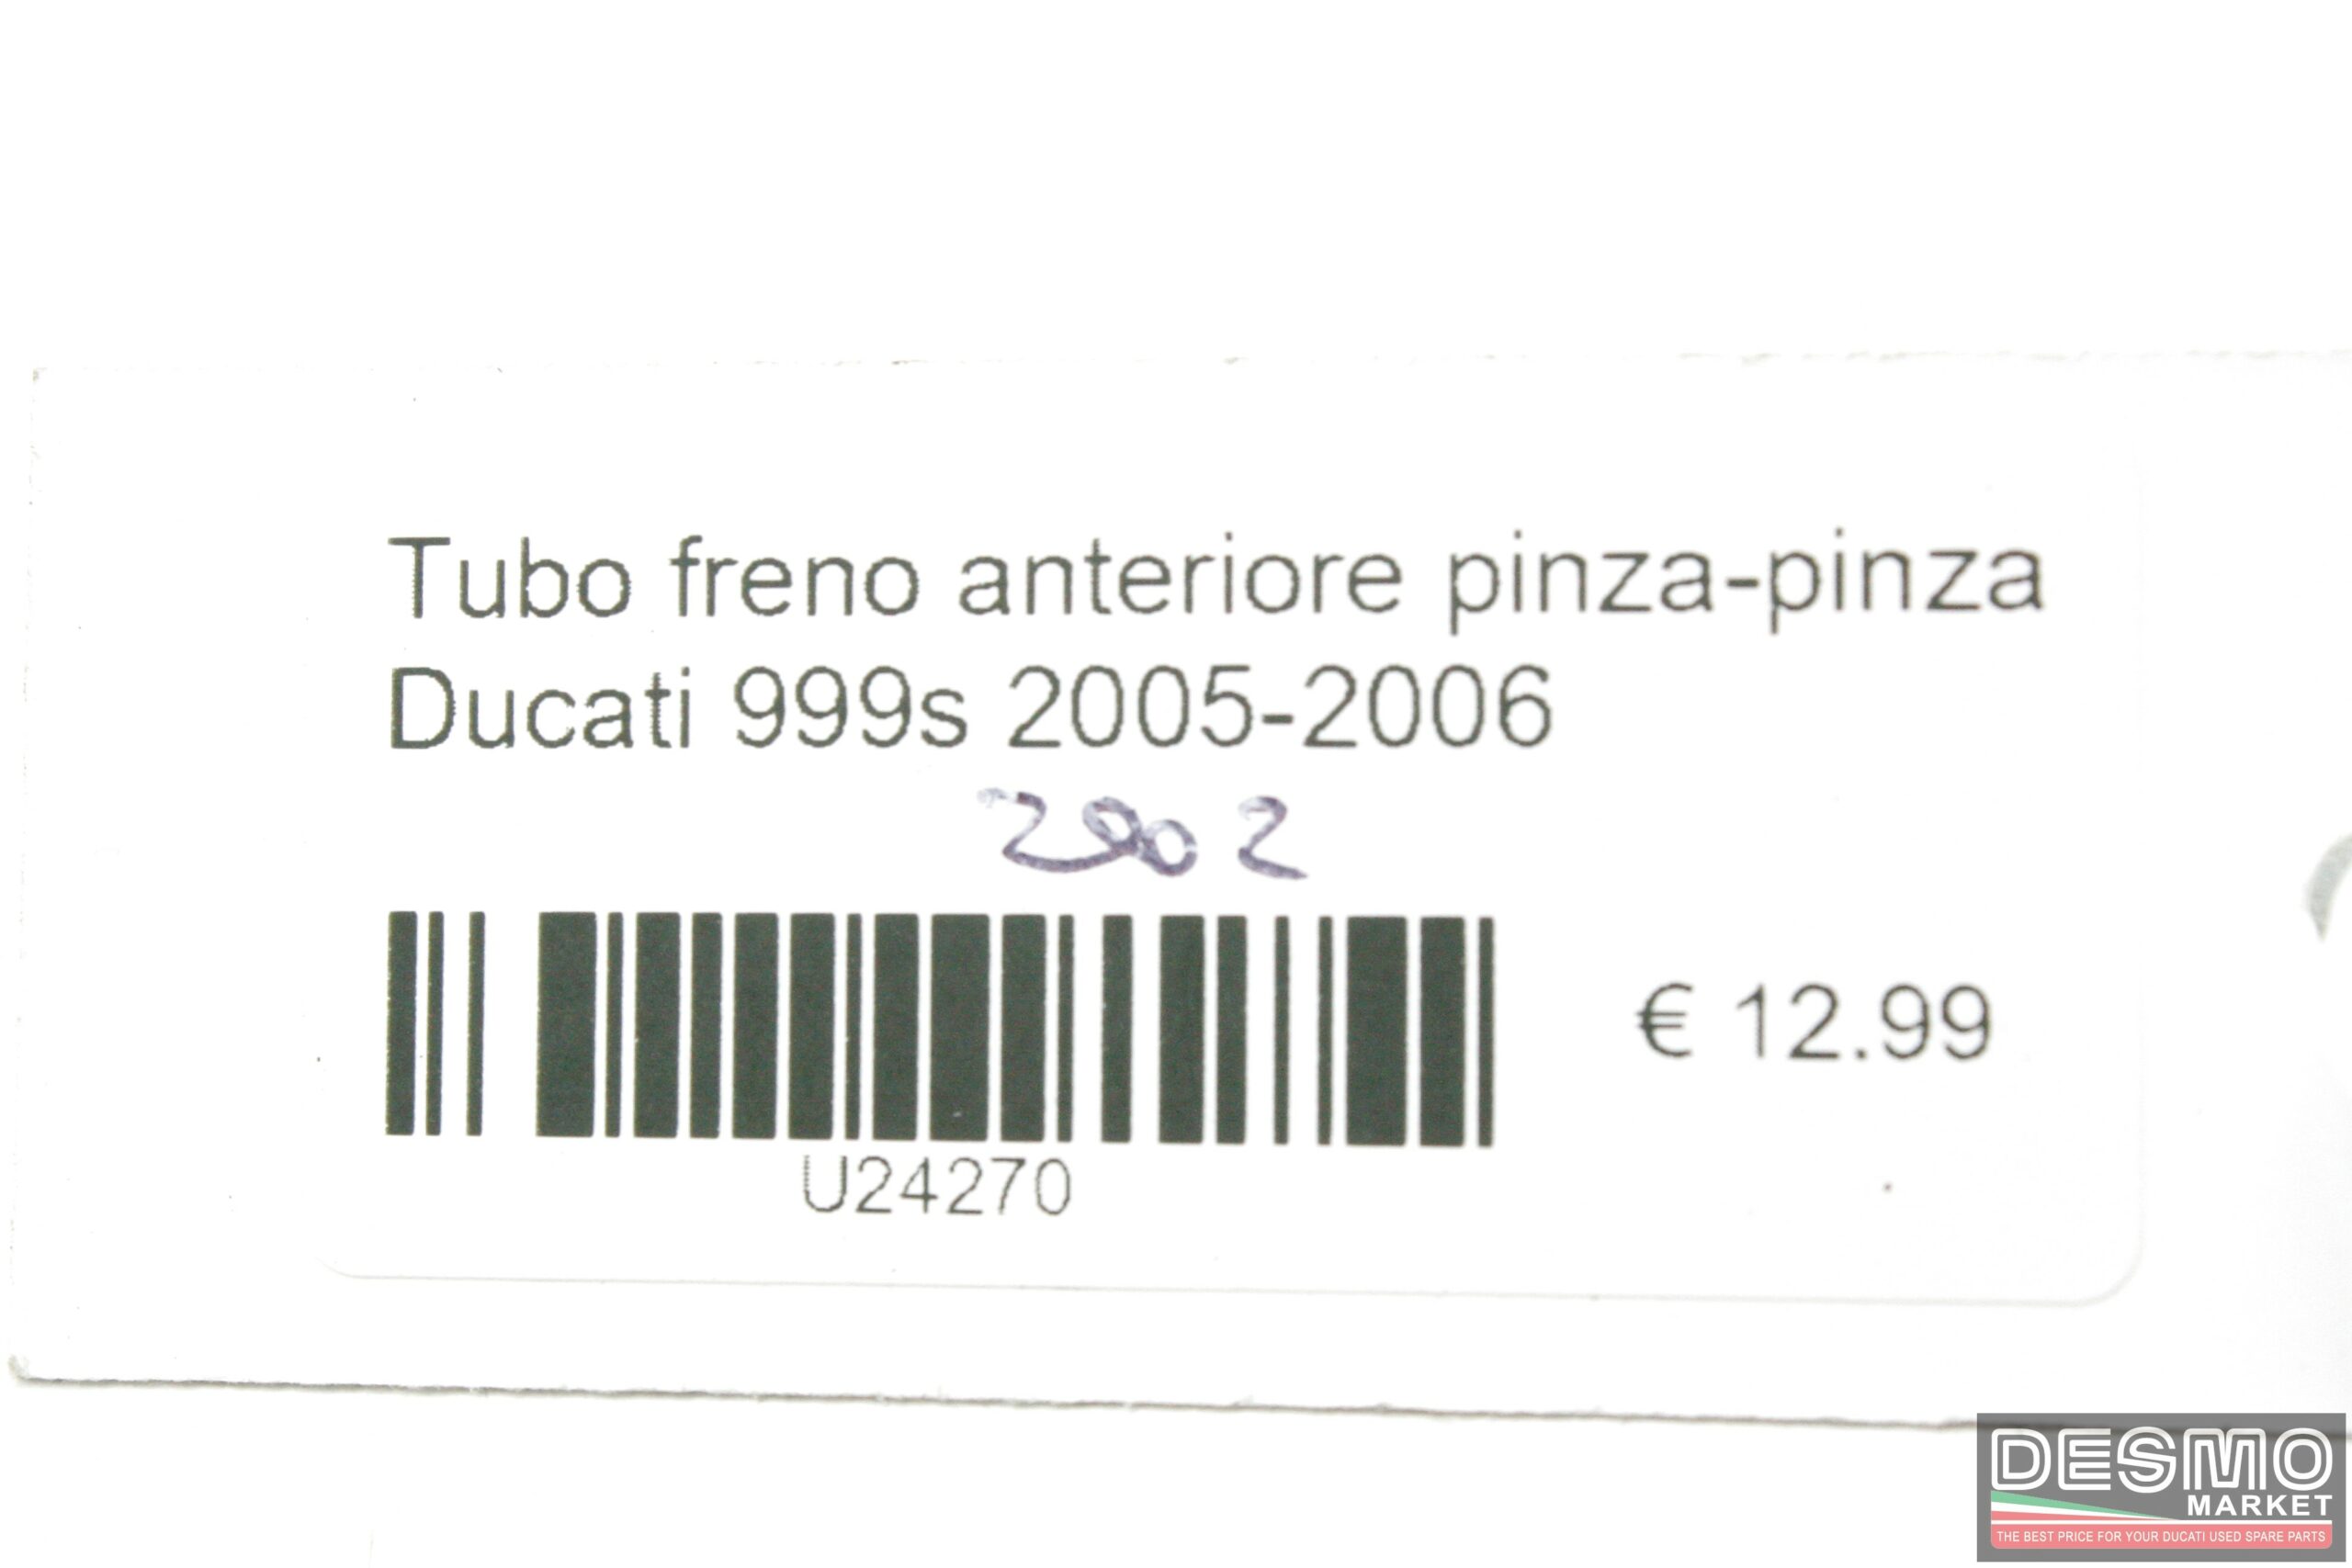 Tubo freno anteriore pinza-pinza
Ducati 999s 2005-2006
2002
€ 12.99
U24270
DESMO
MARKET
THE BEST PRICE FOR YOUR DUCATI USED SPARE PARTS